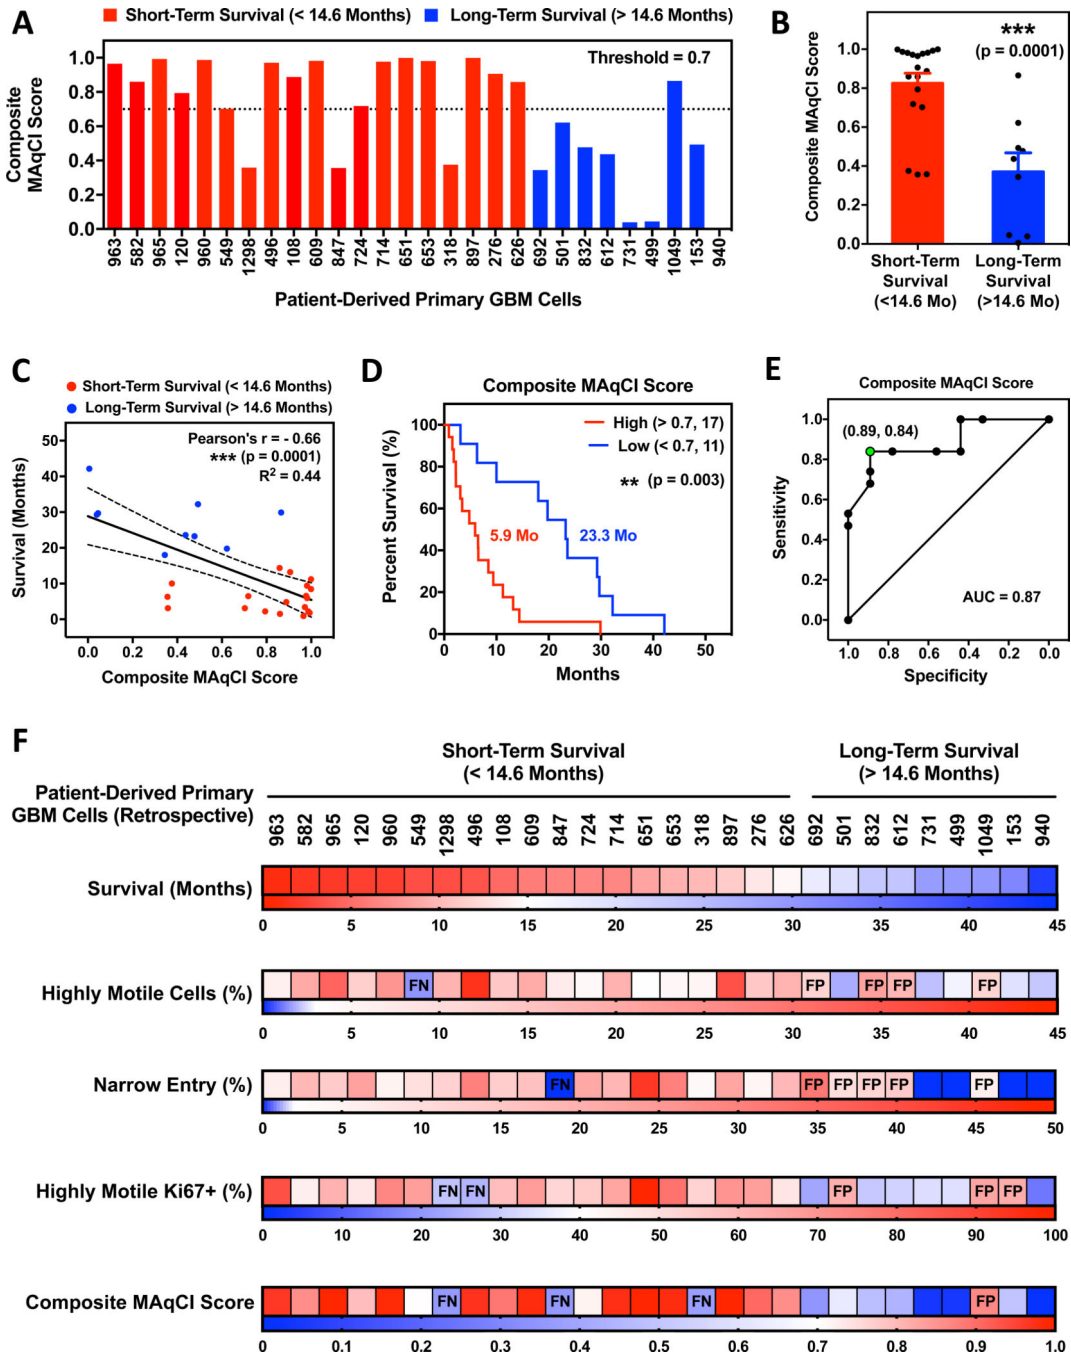 A
Short-Term Survival (< 14.6 Months)
Long-Term Survival (> 14.6 Months)
Threshold = 0.7
Composite
MAqCI Score
1.0
0.8
0.6
0.4
0.2
0.0
963 582 965 120 960 549 1298 496 108 609 847 724 714 651 653 318 897 276 626 692 501 832 612 731 499 1049 153 940
Patient-Derived Primary GBM Cells
B
***
(p = 0.0001)
Composite MAqCI Score
1.0
0.8
0.6
0.4
0.2
0.0
Short-Term Long-Term
Survival Survival
(<14.6 Mo) (>14.6 Mo)
C
Short-Term Survival (< 14.6 Months)
Long-Term Survival (> 14.6 Months)
Pearson's r = - 0.66
*** (p = 0.0001)
R2 = 0.44
Survival (Months)
50
40
30
20
10
0
0.0 0.2 0.4 0.6 0.8 1.0
Composite MAqCI Score
D
Composite MAqCI Score
High (> 0.7, 17)
Low (< 0.7, 11)
** (p = 0.003)
5.9 Mo 23.3 Mo
Percent Survival (%)
100
80
60
40
20
0
0 10 20 30 40 50
Months
E
Composite MAqCI Score
(0.89, 0.84)
AUC = 0.87
Sensitivity
1.0
0.8
0.6
0.4
0.2
0.0
1.0 0.8 0.6 0.4 0.2 0.0
Specificity
F
Short-Term Survival
(< 14.6 Months)
Long-Term Survival
(> 14.6 Months)
Patient-Derived Primary
GBM Cells (Retrospective)
963 582 965 120 960 549 1298 496 108 609 847 724 714 651 653 318 897 276 626 692 501 832 612 731 499 1049 153 940
Survival (Months)
0 5 10 15 20 25 30 35 40 45
Highly Motile Cells (%)
FN FP FP FP FP
0 5 10 15 20 25 30 35 40 45
Narrow Entry (%)
FN FP FP FP FP FP
0 5 10 15 20 25 30 35 40 45 50
Highly Motile Ki67+ (%)
FN FN FP FP FP
0 10 20 30 40 50 60 70 80 90 100
Composite MAqCI Score
FN FN FN FP
0 0.1 0.2 0.3 0.4 0.5 0.6 0.7 0.8 0.9 1.0